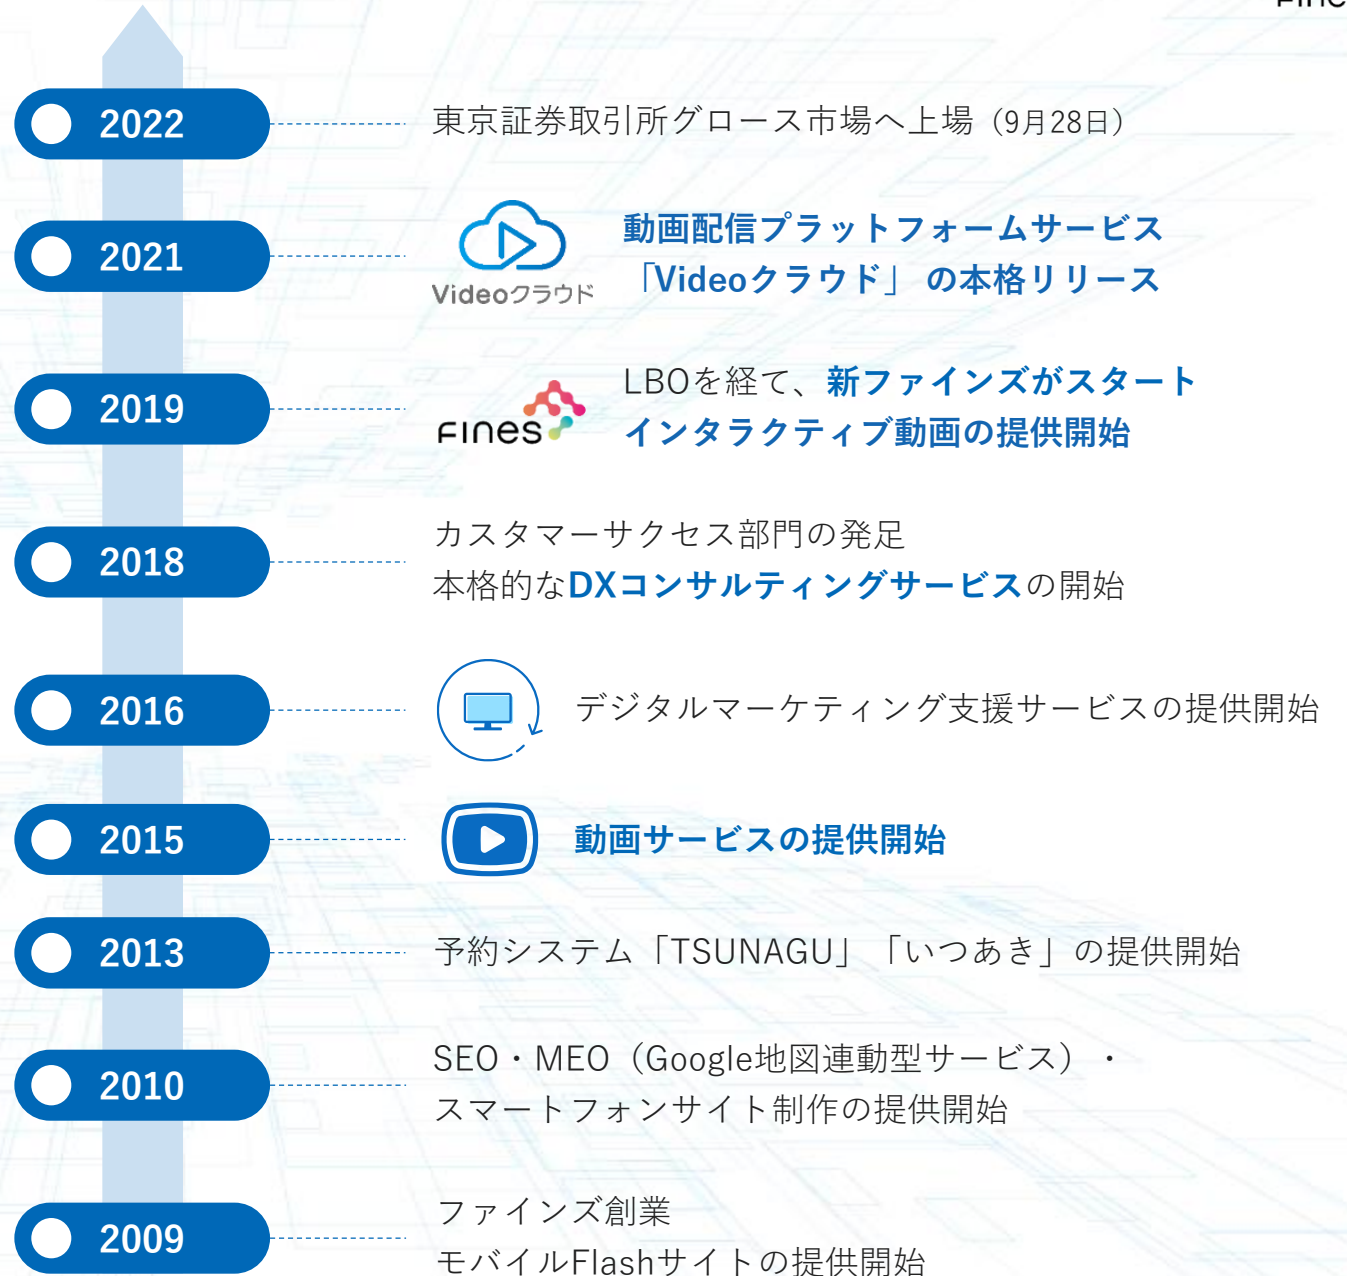 2022
東京証券取引所グロース市場へ上場（9月28日）
2021
Videoクラウド
動画配信プラットフォームサービス
「Videoクラウド」 の本格リリース
2019
FINES
LBOを経て、新ファインズがスタート
インタラクティブ動画の提供開始
2018
カスタマーサクセス部門の発足
本格的なDXコンサルティングサービスの開始
2016
デジタルマーケティング支援サービスの提供開始
2015
動画サービスの提供開始
2013
予約システム「TSUNAGU」「いつあき」の提供開始
2010
SEO・MEO（Google地図連動型サービス）・
スマートフォンサイト制作の提供開始
2009
ファインズ創業
モバイルFlashサイトの提供開始